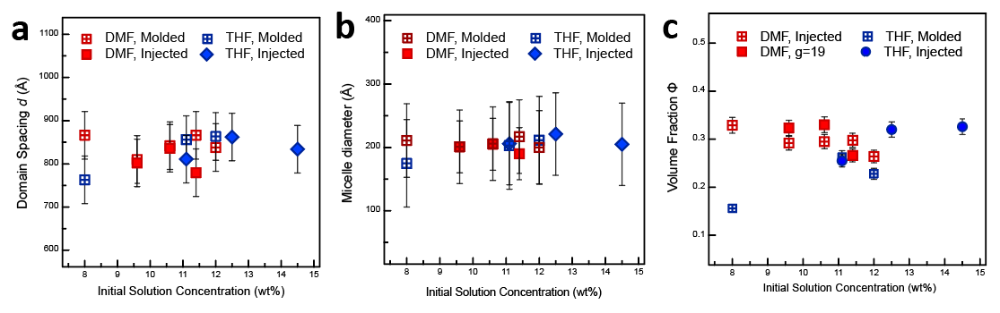 a
DMF, Molded
THF, Molded
DMF, Injected
THF, Injected
1100
1000
900
800
700
600
Domain Spacing d (Å)
8 9 10 11 12 13 14 15
Initial Solution Concentration (wt%)
b
DMF, Molded
THF, Molded
DMF, Injected
THF, Injected
400
300
200
100
Micelle diameter (Å)
8 9 10 11 12 13 14 15
Initial Solution Concentration (wt%)
c
DMF, Injected
THF, Molded
DMF, g=19
THF, Injected
0.5
0.4
0.3
0.2
0.1
Volume Fraction Φ
8 9 10 11 12 13 14 15
Initial Solution Concentration (wt%)